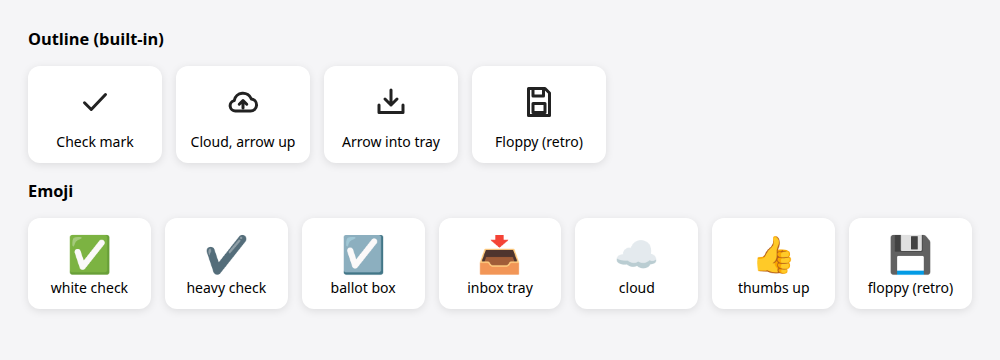 Outline (built-in)
Check mark
Cloud, arrow up
Arrow into tray
Floppy (retro)
Emoji
white check
heavy check
ballot box
inbox tray
cloud
thumbs up
floppy (retro)